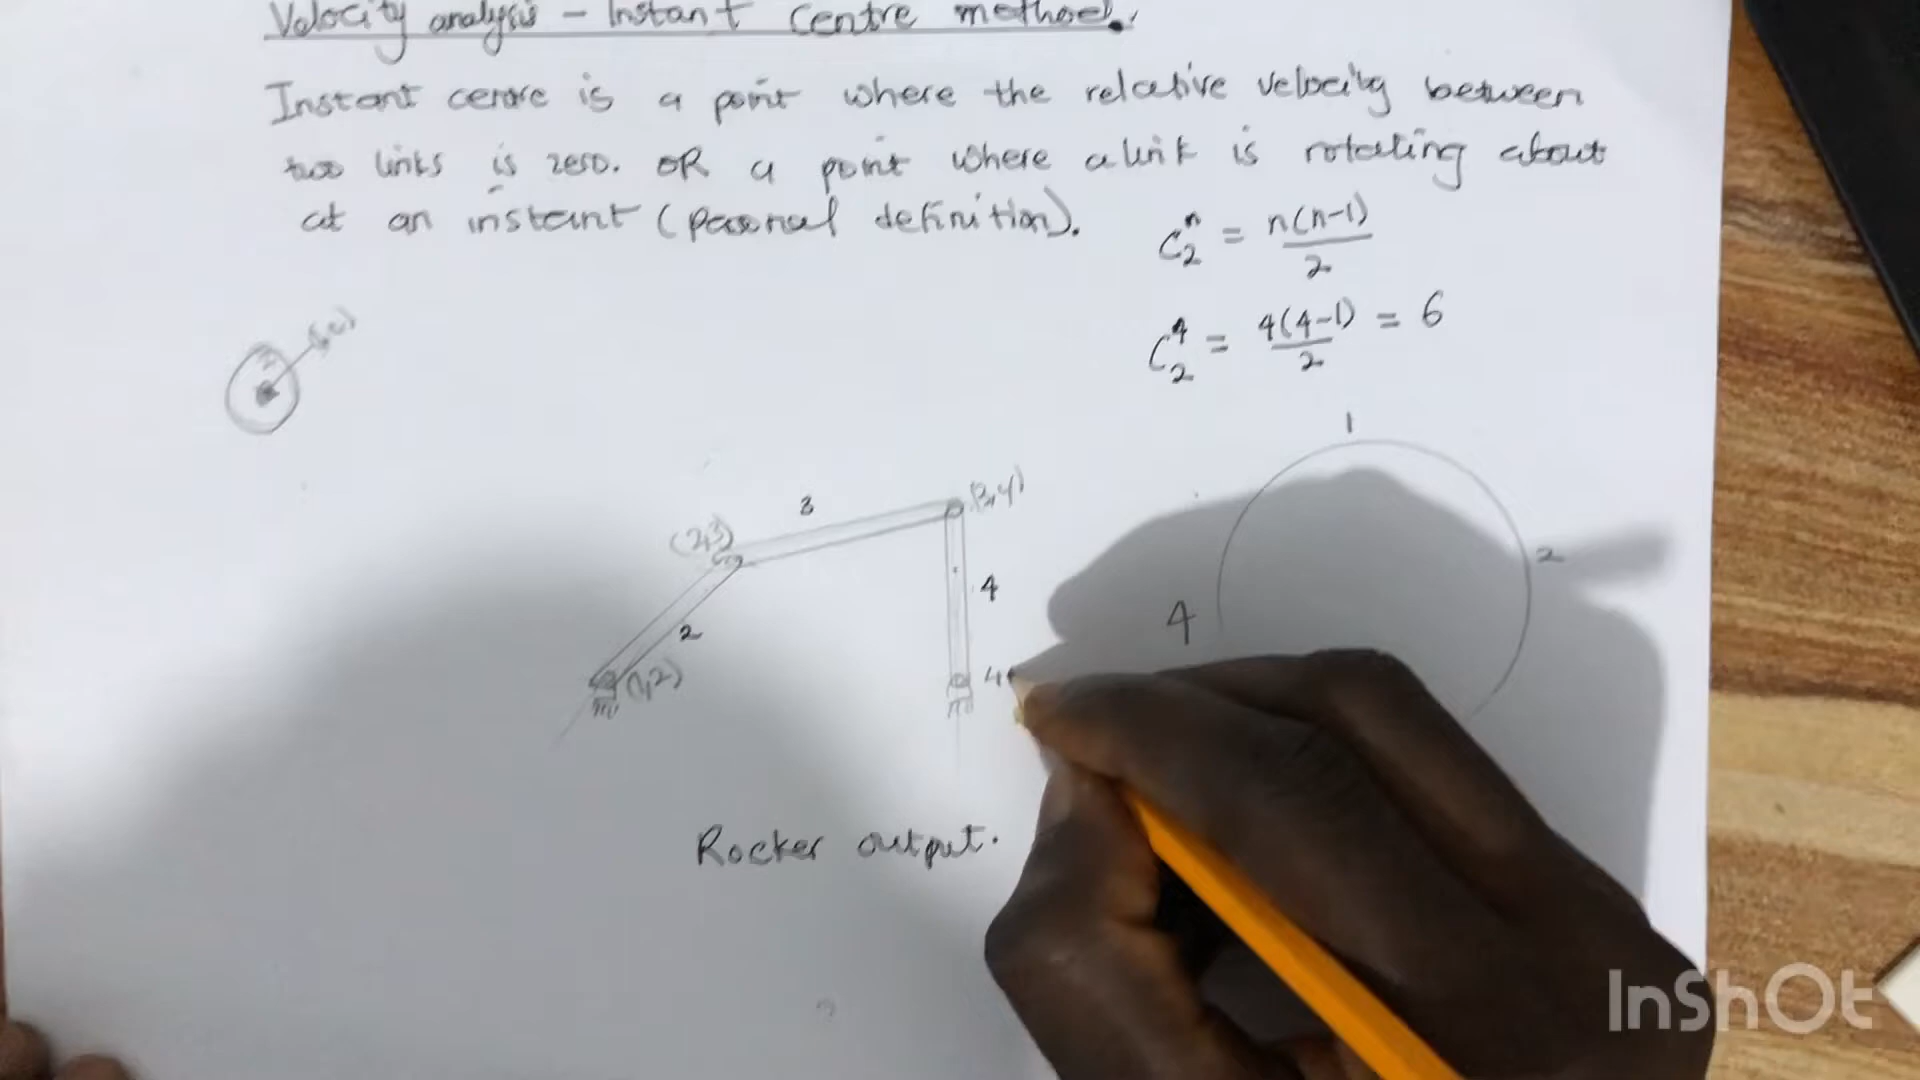 Velocity analysis - Instant Centre method.
Instant centre is a point where the relative velocity between
two links is zero. OR a point where a link is rotating about
at an instant (personal definition).
C₂ⁿ = n(n-1)/2
C₂⁴ = 4(4-1)/2 = 6
1
3
(3,4)
(2,3)
2
4
4
2
(1,2)
4
Rocker output.
InShOt